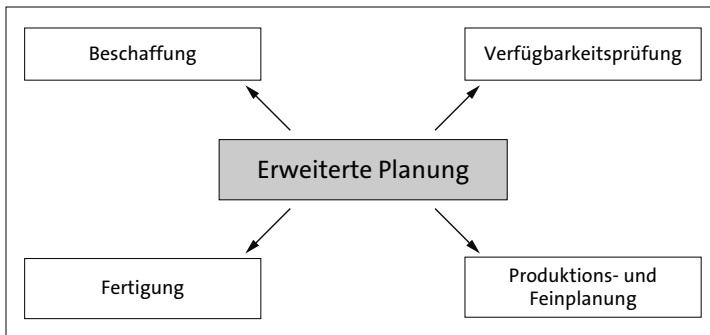 Beschaffung
Verfügbarkeitsprüfung
Erweiterte Planung
Fertigung
Produktions- und
Feinplanung